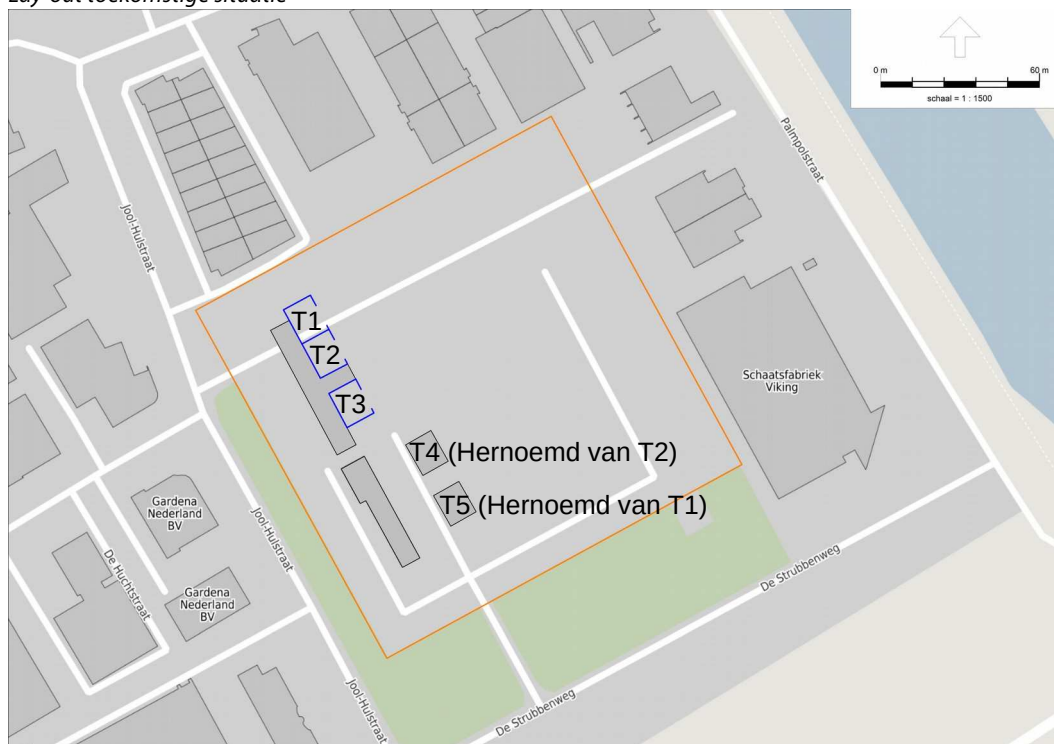 Lay-out toekomstige situatie
0 m 60 m
schaal = 1 : 1500
Palmpolstraat
Jool-Hulstraat
T1
T2
T3
Schaatsfabriek
Viking
T4 (Hernoemd van T2)
T5 (Hernoemd van T1)
Gardena
Nederland
BV
Jool-Hulstraat
De Huchtstraat
Gardena
Nederland
BV
De Strubbenweg
Jool-Hulstraat
De Strubbenweg